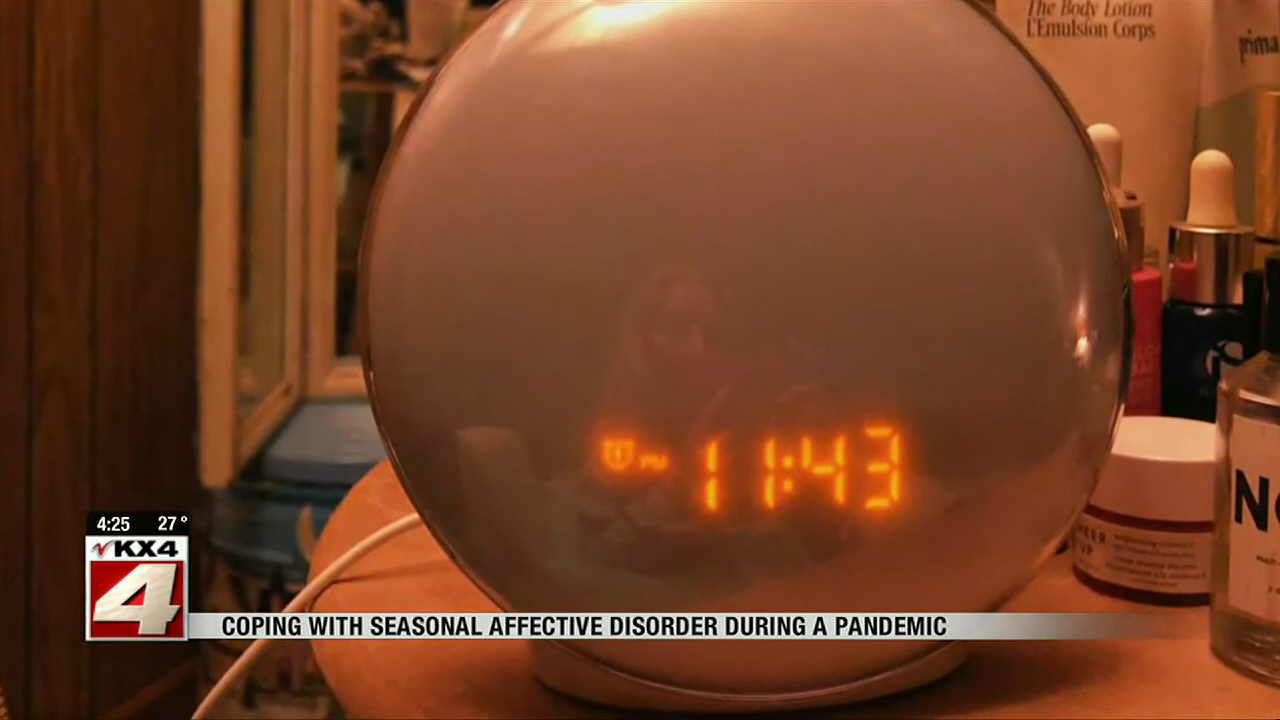 The Body Lotion
L'Emulsion Corps
prima
PM 11:43
4:25 27°
KX4
4
COPING WITH SEASONAL AFFECTIVE DISORDER DURING A PANDEMIC